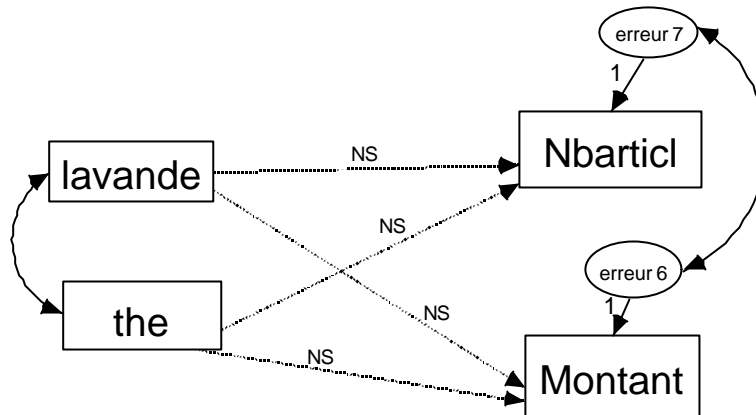 erreur 7
1
Nbarticl
NS
lavande
NS
erreur 6
the
NS
1
NS
Montant